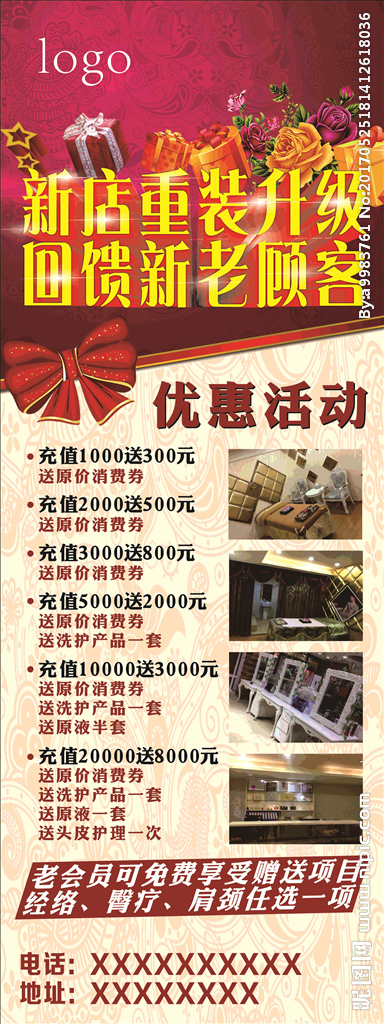 logo
新店重装升级
回馈新老顾客
优惠活动
•充值1000送300元
送原价消费券
•充值2000送500元
送原价消费券
•充值3000送800元
送原价消费券
•充值5000送2000元
送原价消费券
送洗护产品一套
•充值10000送3000元
送原价消费券
送洗护产品一套
送原液半套
•充值20000送8000元
送原价消费券
送洗护产品一套
送原液一套
送头皮护理一次
老会员可免费享受赠送项目
经络、臀疗、肩颈任选一项
电话：XXXXXXXXXX
地址：XXXXXXXX
By:a9983761 No:20170525181412618036
昵图网 www.nipic.com